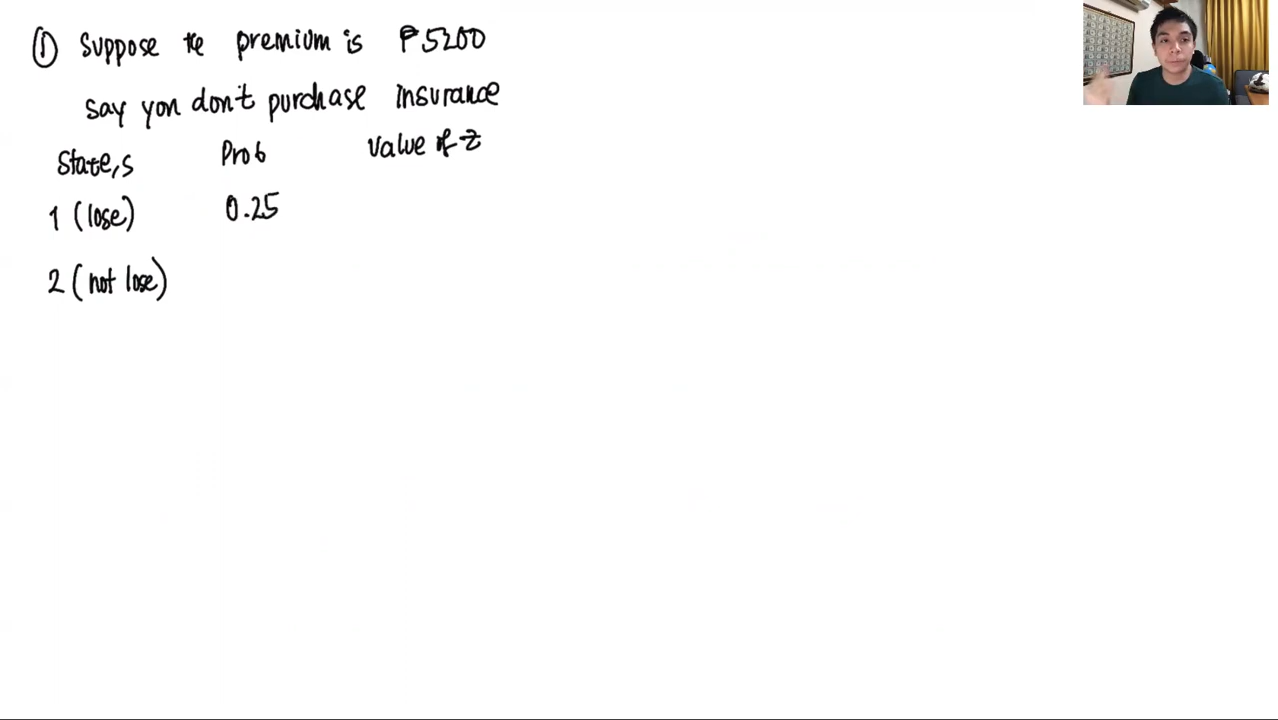 ① Suppose the premium is ₱5200
say you don't purchase insurance
State, s Prob value of z
1 (lose) 0.25
2 (not lose)